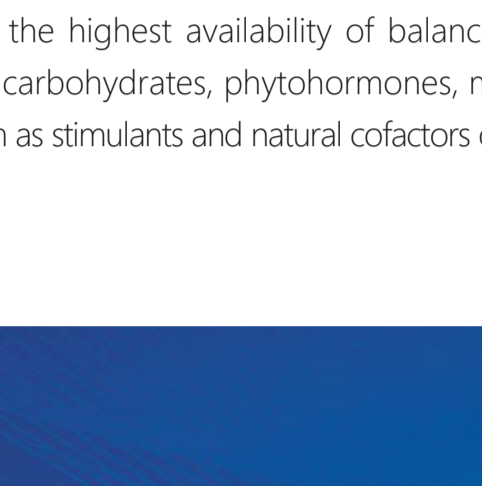 the highest availability of balanc
carbohydrates, phytohormones,
as stimulants and natural cofactors